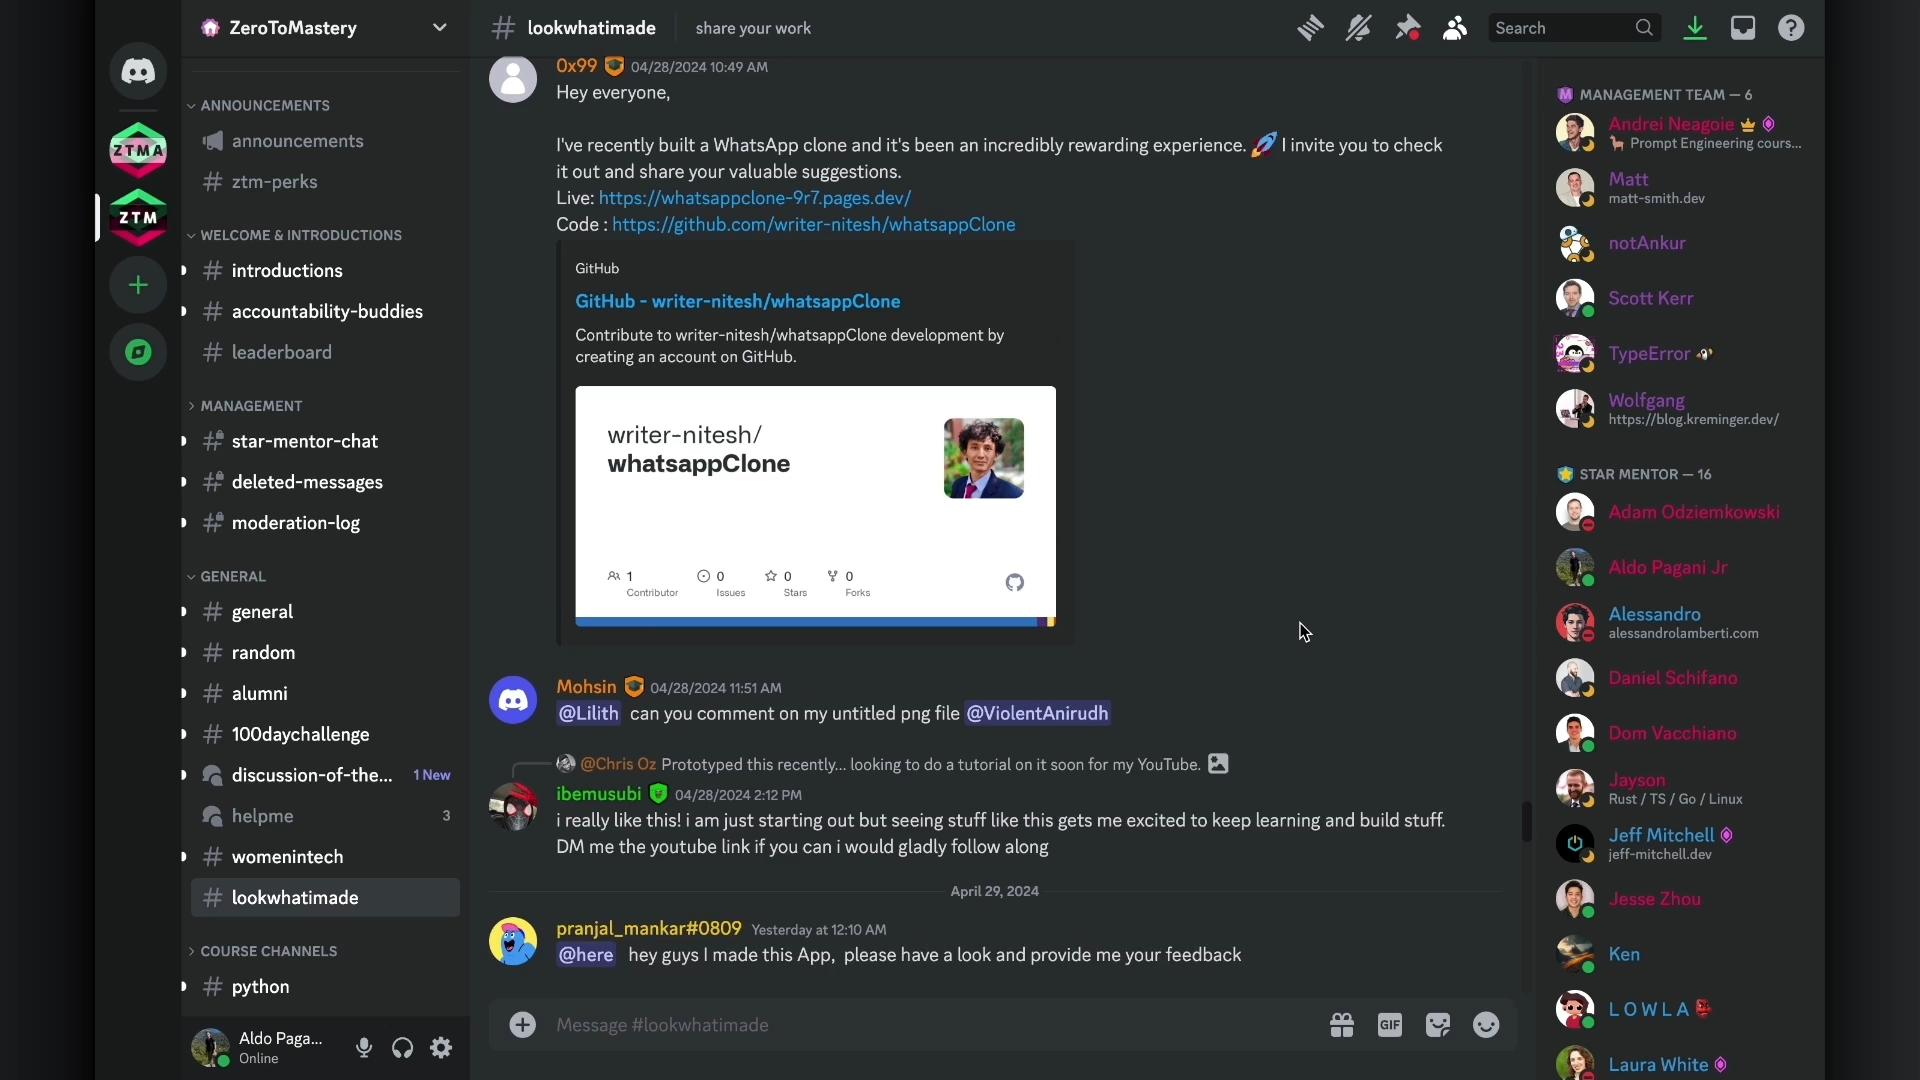 ZeroToMastery
ANNOUNCEMENTS
announcements
ztm-perks
WELCOME & INTRODUCTIONS
introductions
accountability-buddies
leaderboard
MANAGEMENT
star-mentor-chat
deleted-messages
moderation-log
GENERAL
general
random
alumni
100daychallenge
discussion-of-the... 1 New
helpme 3
womenintech
lookwhatimade
COURSE CHANNELS
python
Aldo Paga...
Online
ZTMA
ZTM
lookwhatimade share your work
Search
0x99 04/28/2024 10:49 AM
Hey everyone,
I've recently built a WhatsApp clone and it's been an incredibly rewarding experience. 🚀 I invite you to check
it out and share your valuable suggestions.
Live: https://whatsappclone-9r7.pages.dev/
Code : https://github.com/writer-nitesh/whatsappClone
GitHub
GitHub - writer-nitesh/whatsappClone
Contribute to writer-nitesh/whatsappClone development by
creating an account on GitHub.
writer-nitesh/
whatsappClone
1 0 0 0
Contributor Issues Stars Forks
Mohsin 04/28/2024 11:51 AM
@Lilith can you comment on my untitled png file @ViolentAnirudh
@Chris Oz Prototyped this recently... looking to do a tutorial on it soon for my YouTube.
ibemusubi 04/28/2024 2:12 PM
i really like this! i am just starting out but seeing stuff like this gets me excited to keep learning and build stuff.
DM me the youtube link if you can i would gladly follow along
April 29, 2024
pranjal_mankar#0809 Yesterday at 12:10 AM
@here hey guys I made this App, please have a look and provide me your feedback
Message #lookwhatimade
GIF
MANAGEMENT TEAM — 6
Andrei Neagoie
Prompt Engineering cours...
Matt
matt-smith.dev
notAnkur
Scott Kerr
TypeError
Wolfgang
https://blog.kreminger.dev/
STAR MENTOR — 16
Adam Odziemkowski
Aldo Pagani Jr
Alessandro
alessandrolamberti.com
Daniel Schifano
Dom Vacchiano
Jayson
Rust / TS / Go / Linux
Jeff Mitchell
jeff-mitchell.dev
Jesse Zhou
Ken
L O W L A
Laura White